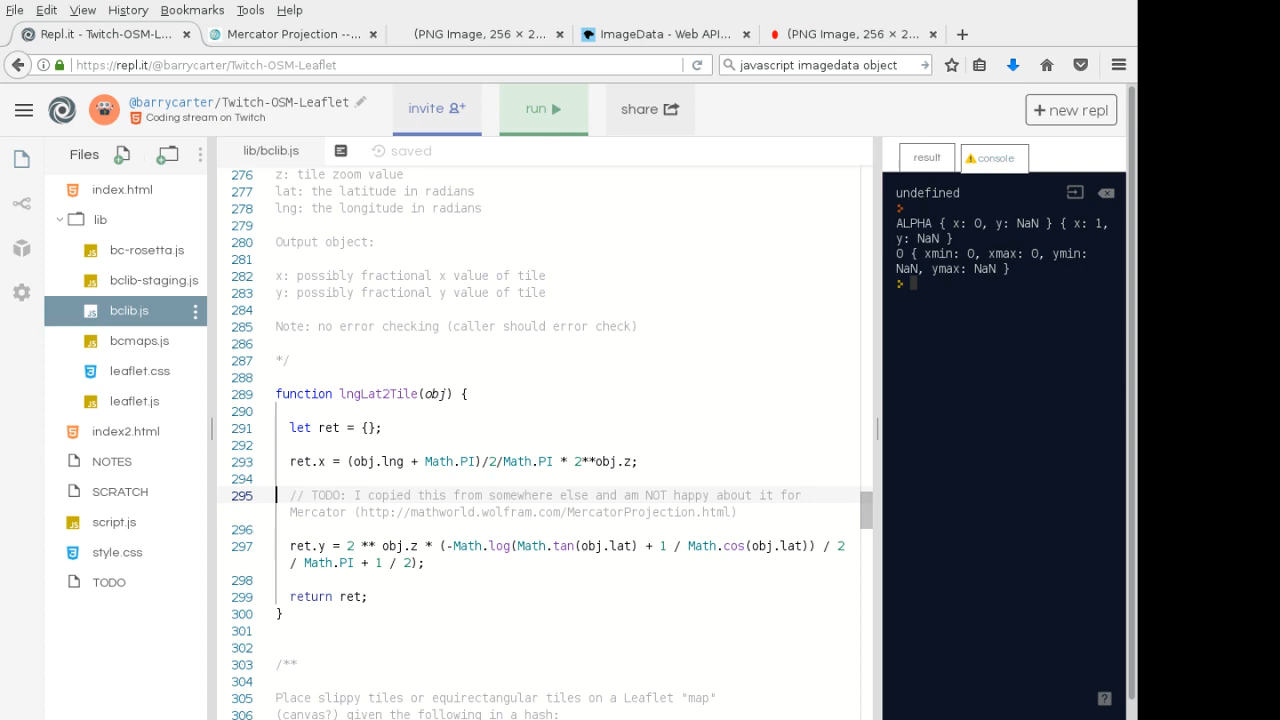 File Edit View History Bookmarks Tools Help
Repl.it - Twitch-OSM-L... × Mercator Projection --... × (PNG Image, 256 × 2... × ImageData - Web API... × (PNG Image, 256 × 2... × +
https://repl.it/@barrycarter/Twitch-OSM-Leaflet javascript imagedata object
@barrycarter/Twitch-OSM-Leaflet
Coding stream on Twitch
invite run share + new repl
Files
index.html
lib
bc-rosetta.js
bclib-staging.js
bclib.js
bcmaps.js
leaflet.css
leaflet.js
index2.html
NOTES
SCRATCH
script.js
style.css
TODO
lib/bclib.js saved
276 z: tile zoom value
277 lat: the latitude in radians
278 lng: the longitude in radians
279
280 Output object:
281
282 x: possibly fractional x value of tile
283 y: possibly fractional y value of tile
284
285 Note: no error checking (caller should error check)
286
287 */
288
289 function lngLat2Tile(obj) {
290
291 let ret = {};
292
293 ret.x = (obj.lng + Math.PI)/2/Math.PI * 2**obj.z;
294
295 // TODO: I copied this from somewhere else and am NOT happy about it for
Mercator (http://mathworld.wolfram.com/MercatorProjection.html)
296
297 ret.y = 2 ** obj.z * (-Math.log(Math.tan(obj.lat) + 1 / Math.cos(obj.lat)) / 2
/ Math.PI + 1 / 2);
298
299 return ret;
300 }
301
302
303 /**
304
305 Place slippy tiles or equirectangular tiles on a Leaflet "map"
306 (canvas?) given the following in a hash:
result console
undefined
>
ALPHA { x: 0, y: NaN } { x: 1,
y: NaN }
0 { xmin: 0, xmax: 0, ymin:
NaN, ymax: NaN }
>
?